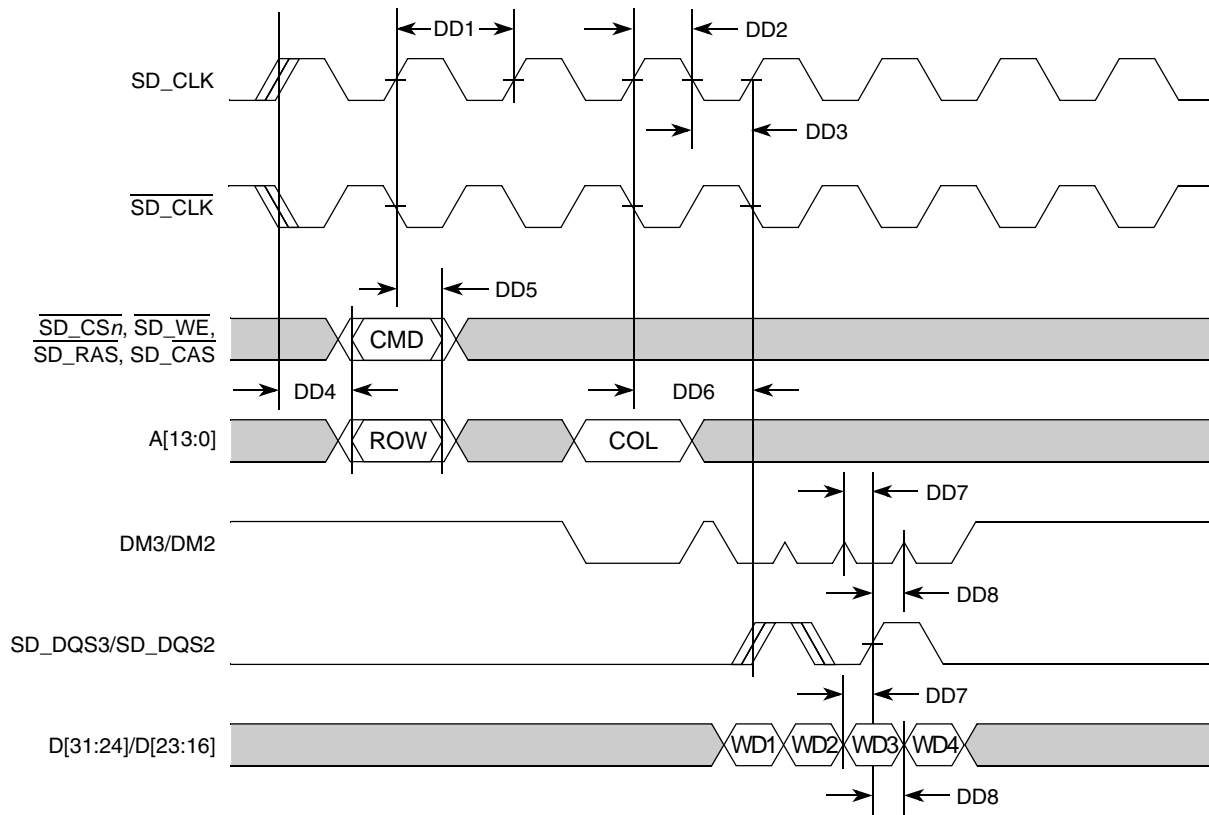 DD1
DD2
SD_CLK
DD3
SD_CLK
DD5
SD_CSn, SD_WE,
SD_RAS, SD_CAS
CMD
DD4
DD6
A[13:0]
ROW
COL
DD7
DM3/DM2
DD8
SD_DQS3/SD_DQS2
DD7
D[31:24]/D[23:16]
WD1
WD2
WD3
WD4
DD8